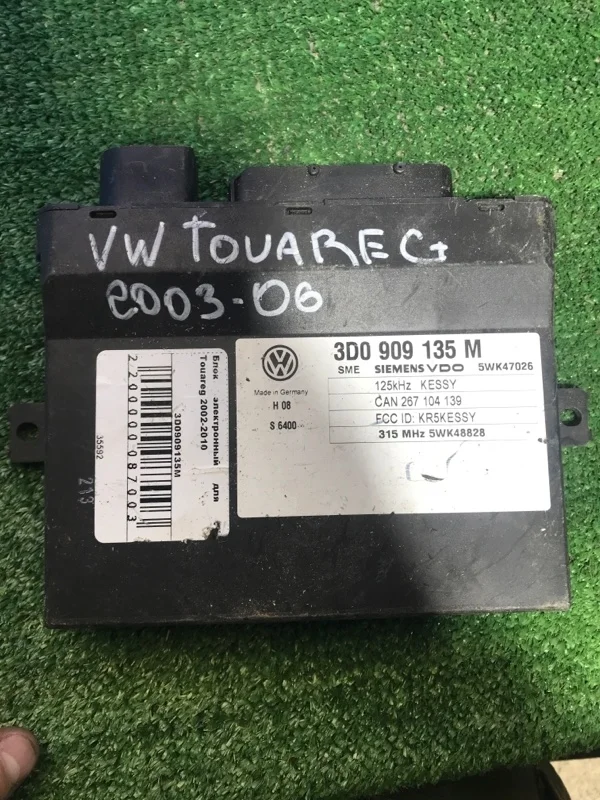 VW TOUAREG
2003-06
3D0 909 135 M
SME SIEMENS VDO 5WK47026
Made in Germany
125kHz KESSY
H 08
CAN 267 104 139
S 6400
FCC ID: KR5KESSY
315 MHz 5WK48828
Блок электронный для
Touareg 2002-2010
3D0909135M
2200000087003
35592
213